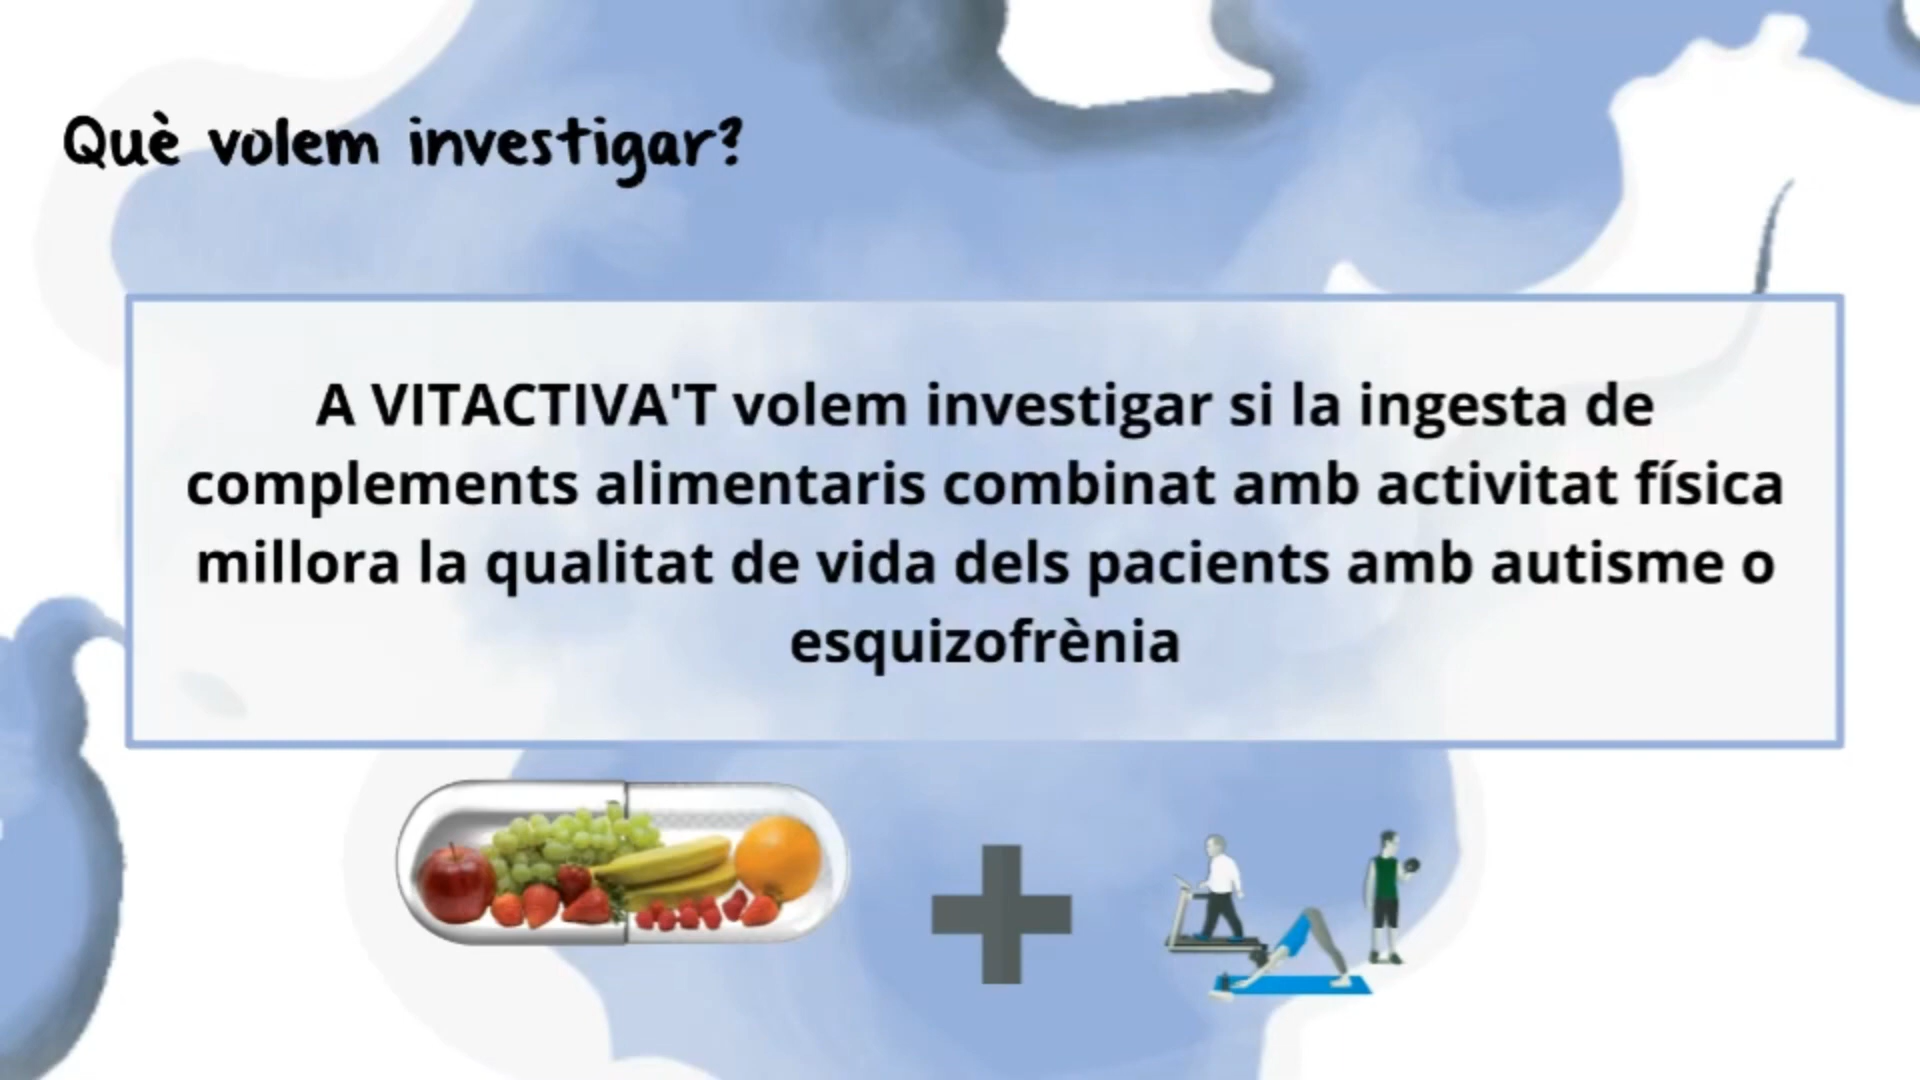 Què volem investigar?
A VITACTIVA'T volem investigar si la ingesta de
complements alimentaris combinat amb activitat física
millora la qualitat de vida dels pacients amb autisme o
esquizofrènia